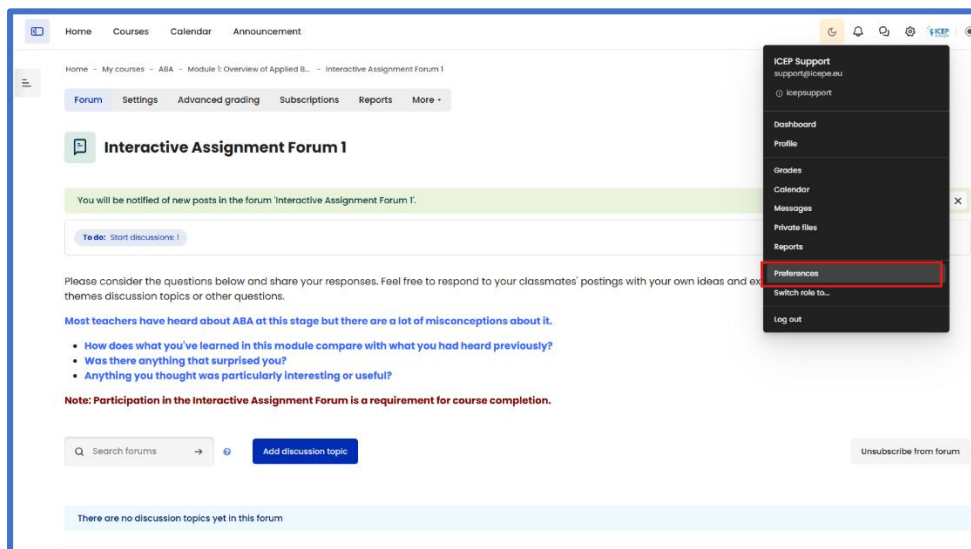 Home Courses Calendar Announcement
ICEP
Home - My courses - ABA - Module 1: Overview of Applied B... - Interactive Assignment Forum 1
Forum Settings Advanced grading Subscriptions Reports More
Interactive Assignment Forum 1
You will be notified of new posts in the forum 'Interactive Assignment Forum 1'.
To do: Start discussions: 1
Please consider the questions below and share your responses. Feel free to respond to your classmates' postings with your own ideas and ex
themes discussion topics or other questions.
Most teachers have heard about ABA at this stage but there are a lot of misconceptions about it.
• How does what you've learned in this module compare with what you had heard previously?
• Was there anything that surprised you?
• Anything you thought was particularly interesting or useful?
Note: Participation in the Interactive Assignment Forum is a requirement for course completion.
Search forums
Add discussion topic
Unsubscribe from forum
There are no discussion topics yet in this forum
ICEP Support
support@icepe.eu
icepsupport
Dashboard
Profile
Grades
Calendar
Messages
Private files
Reports
Preferences
Switch role to...
Log out